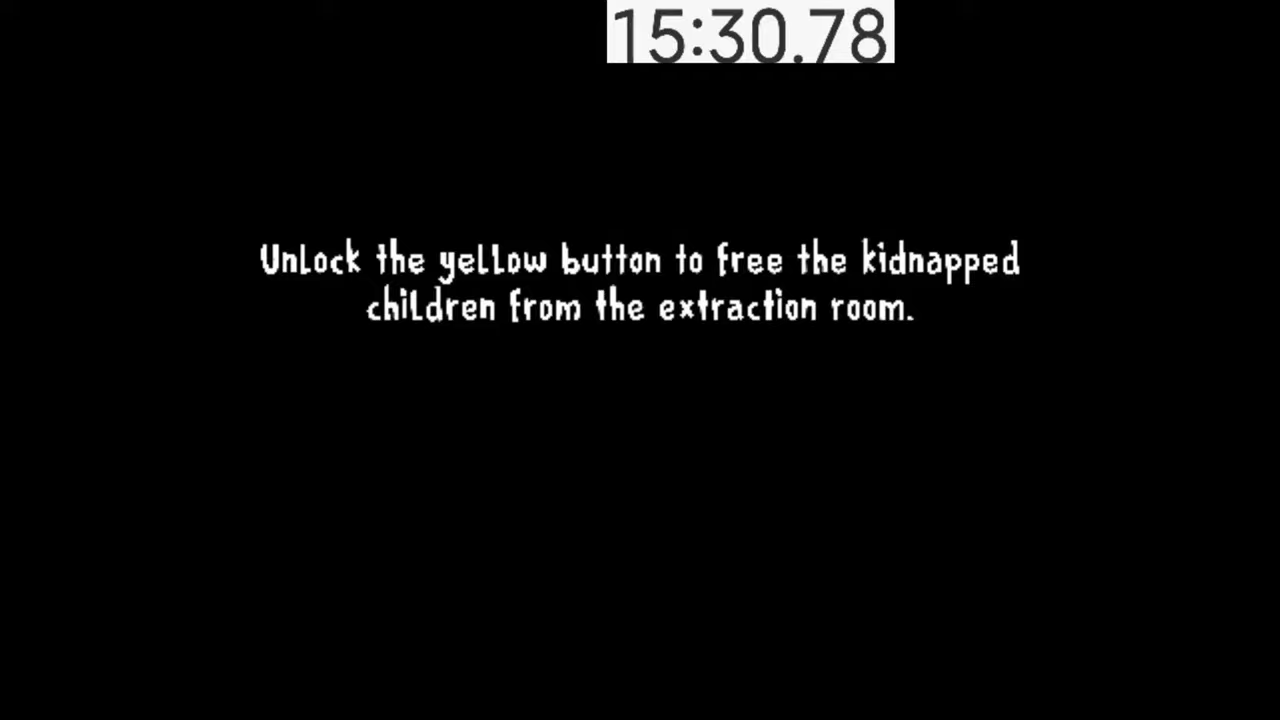 15:30.78
Unlock the yellow button to free the kidnapped
children from the extraction room.